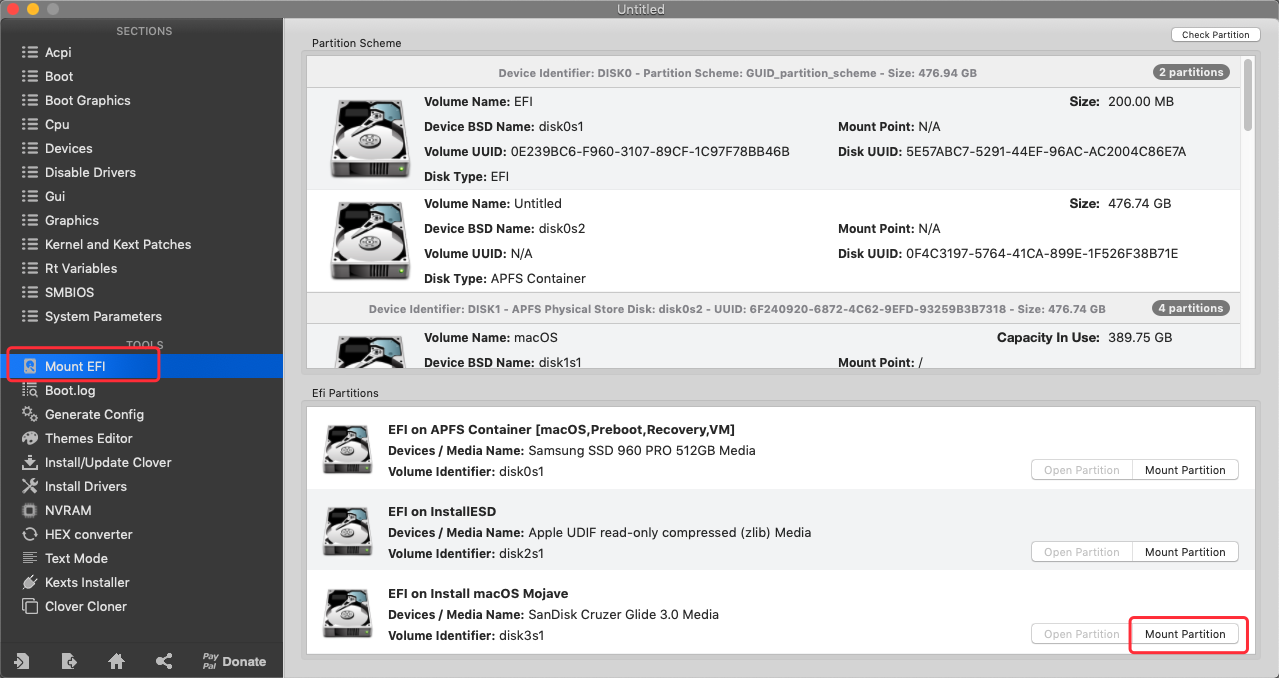 Untitled
SECTIONS
Acpi
Boot
Boot Graphics
Cpu
Devices
Disable Drivers
Gui
Graphics
Kernel and Kext Patches
Rt Variables
SMBIOS
System Parameters
TOOLS
Mount EFI
Boot.log
Generate Config
Themes Editor
Install/Update Clover
Install Drivers
NVRAM
HEX converter
Text Mode
Kexts Installer
Clover Cloner
Pay
Pal
Donate
Check Partition
Partition Scheme
Device Identifier: DISK0 - Partition Scheme: GUID_partition_scheme - Size: 476.94 GB
2 partitions
Volume Name: EFI
Size: 200.00 MB
Device BSD Name: disk0s1
Mount Point: N/A
Volume UUID: 0E239BC6-F960-3107-89CF-1C97F78BB46B
Disk UUID: 5E57ABC7-5291-44EF-96AC-AC2004C86E7A
Disk Type: EFI
Volume Name: Untitled
Size: 476.74 GB
Device BSD Name: disk0s2
Mount Point: N/A
Volume UUID: N/A
Disk UUID: 0F4C3197-5764-41CA-899E-1F526F38B71E
Disk Type: APFS Container
Device Identifier: DISK1 - APFS Physical Store Disk: disk0s2 - UUID: 6F240920-6872-4C62-9EFD-93259B3B7318 - Size: 476.74 GB
4 partitions
Volume Name: macOS
Capacity In Use: 389.75 GB
Device BSD Name: disk1s1
Mount Point: /
Efi Partitions
EFI on APFS Container [macOS,Preboot,Recovery,VM]
Devices / Media Name: Samsung SSD 960 PRO 512GB Media
Volume Identifier: disk0s1
Open Partition
Mount Partition
EFI on InstallESD
Devices / Media Name: Apple UDIF read-only compressed (zlib) Media
Volume Identifier: disk2s1
Open Partition
Mount Partition
EFI on Install macOS Mojave
Devices / Media Name: SanDisk Cruzer Glide 3.0 Media
Volume Identifier: disk3s1
Open Partition
Mount Partition